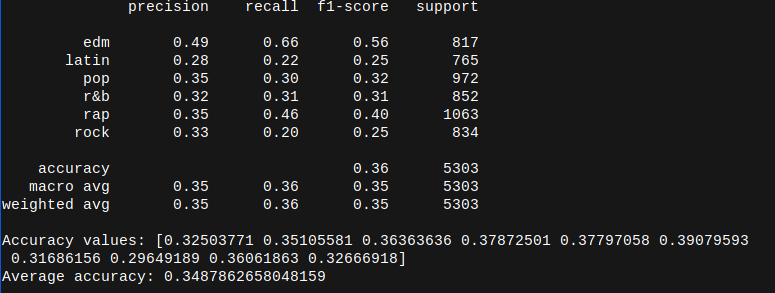 precision recall f1-score support
edm 0.49 0.66 0.56 817
latin 0.28 0.22 0.25 765
pop 0.35 0.30 0.32 972
r&b 0.32 0.31 0.31 852
rap 0.35 0.46 0.40 1063
rock 0.33 0.20 0.25 834
accuracy 0.36 5303
macro avg 0.35 0.36 0.35 5303
weighted avg 0.35 0.36 0.35 5303
Accuracy values: [0.32503771 0.35105581 0.36363636 0.37872501 0.37797058 0.39079593
0.31686156 0.29649189 0.36061863 0.32666918]
Average accuracy: 0.3487862658048159